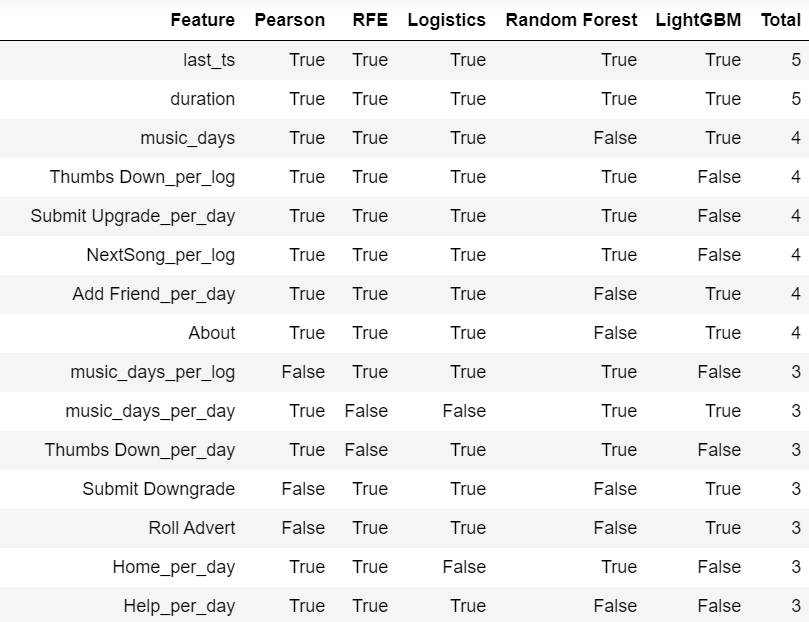 Feature Pearson RFE Logistics Random Forest LightGBM Total
last_ts True True True True True 5
duration True True True True True 5
music_days True True True False True 4
Thumbs Down_per_log True True True True False 4
Submit Upgrade_per_day True True True True False 4
NextSong_per_log True True True True False 4
Add Friend_per_day True True True False True 4
About True True True False True 4
music_days_per_log False True True True False 3
music_days_per_day True False False True True 3
Thumbs Down_per_day True False True True False 3
Submit Downgrade False True True False True 3
Roll Advert False True True False True 3
Home_per_day True True False True False 3
Help_per_day True True True False False 3